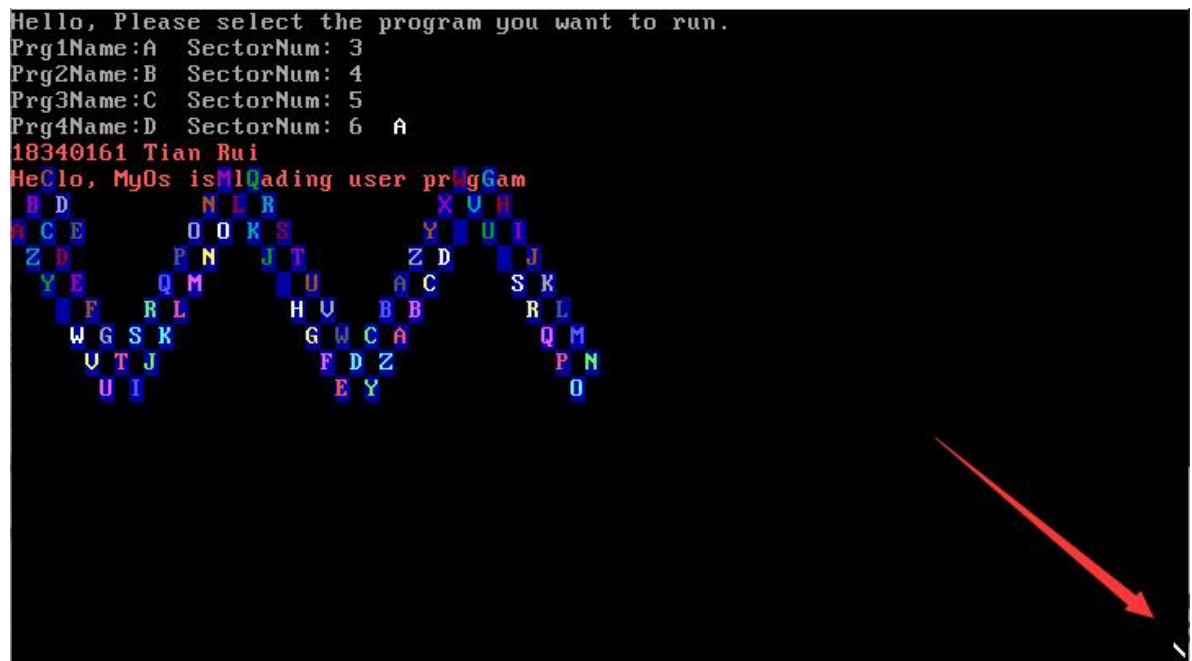 Hello, Please select the program you want to run.
Prg1Name:A  SectorNum: 3
Prg2Name:B  SectorNum: 4
Prg3Name:C  SectorNum: 5
Prg4Name:D  SectorNum: 6  A
18340161 Tian Rui
HeClo, MyOs isMlQading user prWgGam
B D N L R X V H
A C E O O K S Y U I
Z D P N J T Z D J
Y E Q M U A C S K
F R L H V B B R L
W G S K G W C A Q M
V T J F D Z P N
U I E Y O
\